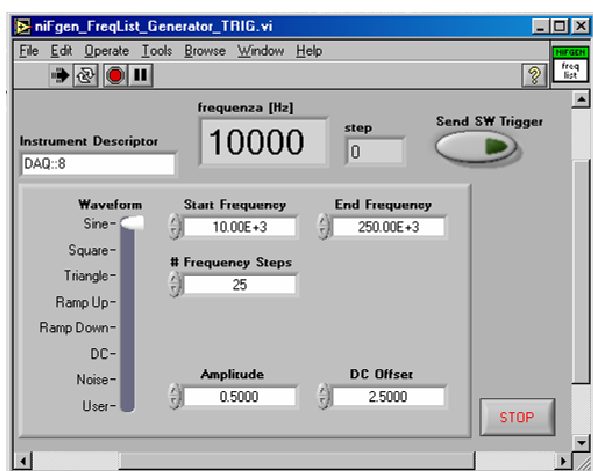 niFgen_FreqList_Generator_TRIG.vi
File Edit Operate Tools Browse Window Help
NIFGEN
freq
list
frequenza [Hz]
10000
step
0
Send SW Trigger
Instrument Descriptor
DAQ::8
Waveform
Sine
Square
Triangle
Ramp Up
Ramp Down
DC
Noise
User
Start Frequency
10.00E+3
End Frequency
250.00E+3
# Frequency Steps
25
Amplitude
0.5000
DC Offset
2.5000
STOP